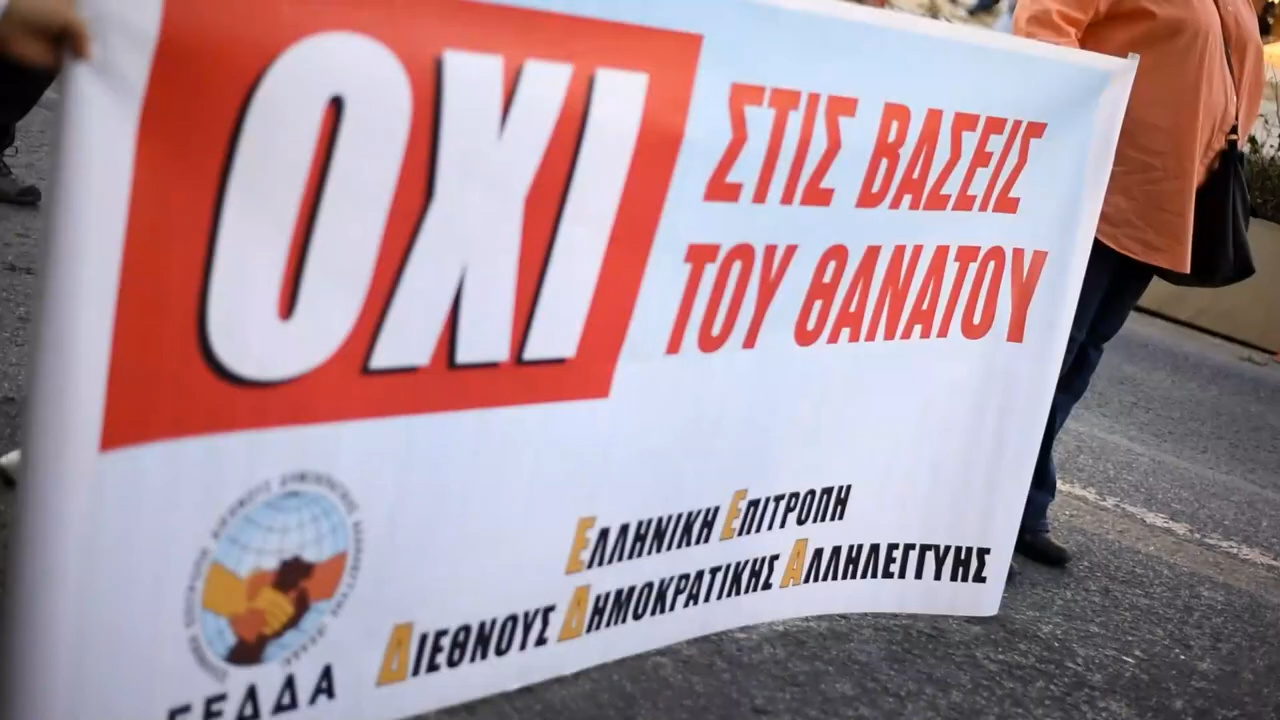 ΟΧΙ
ΣΤΙΣ ΒΑΣΕΙΣ
ΤΟΥ ΘΑΝΑΤΟΥ
ΕΛΛΗΝΙΚΗ ΕΠΙΤΡΟΠΗ
ΔΙΕΘΝΟΥΣ ΔΗΜΟΚΡΑΤΙΚΗΣ ΑΛΛΗΛΕΓΓΥΗΣ
ΕΕΔΔΑ